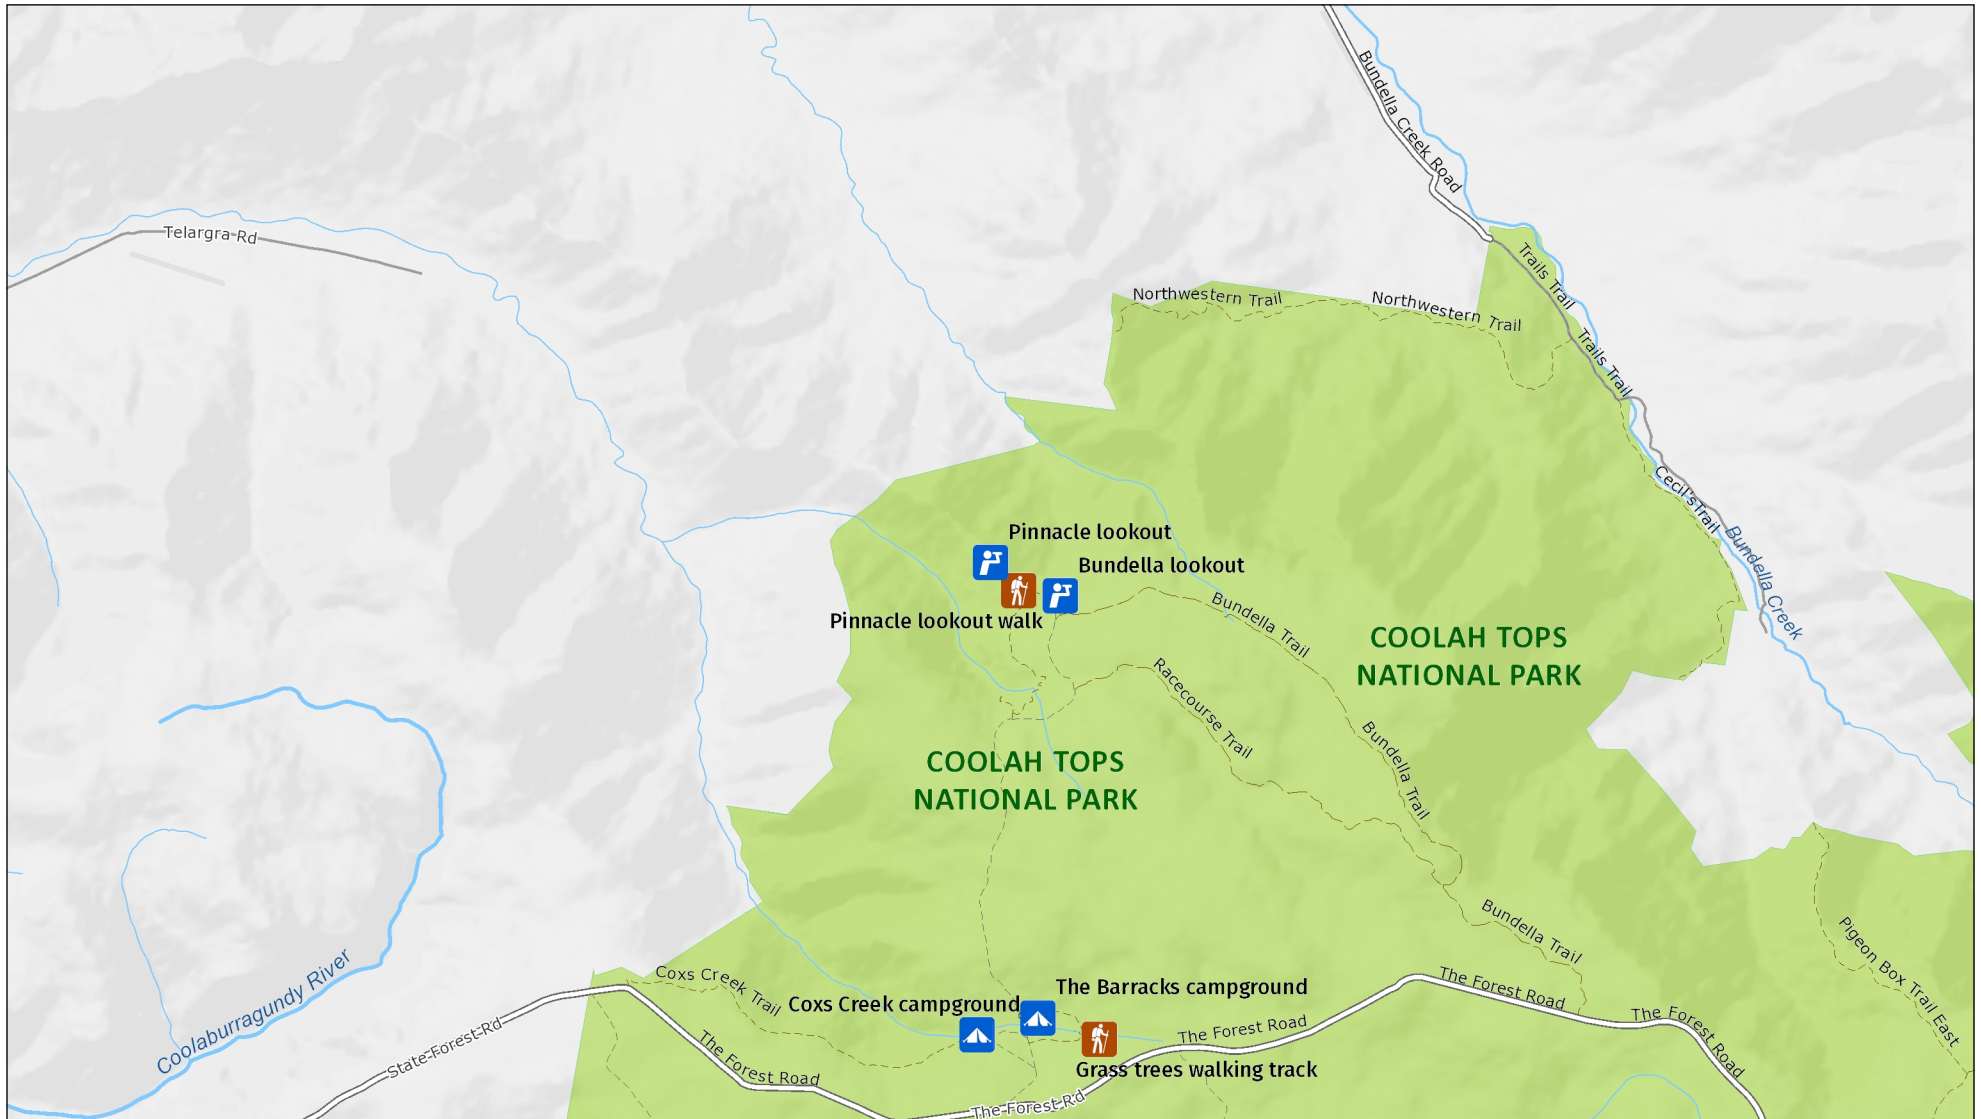 Bundella Creek Road
Telargra Rd
Trails Trail
Northwestern Trail
Northwestern Trail
Trails Trail
Cecil'sTrail
Bundella Creek
Pinnacle lookout
Bundella lookout
Pinnacle lookout walk
Bundella Trail
COOLAH TOPS
NATIONAL PARK
Racecourse Trail
Bundella Trail
COOLAH TOPS
NATIONAL PARK
Bundella Trail
Pigeon Box Trail East
Coolaburragundy River
Coxs Creek Trail
The Barracks campground
Coxs Creek campground
The Forest Road
The Forest Road
The Forest Road
State-Forest-Rd
The Forest Road
Grass trees walking track
The-Forest-Rd